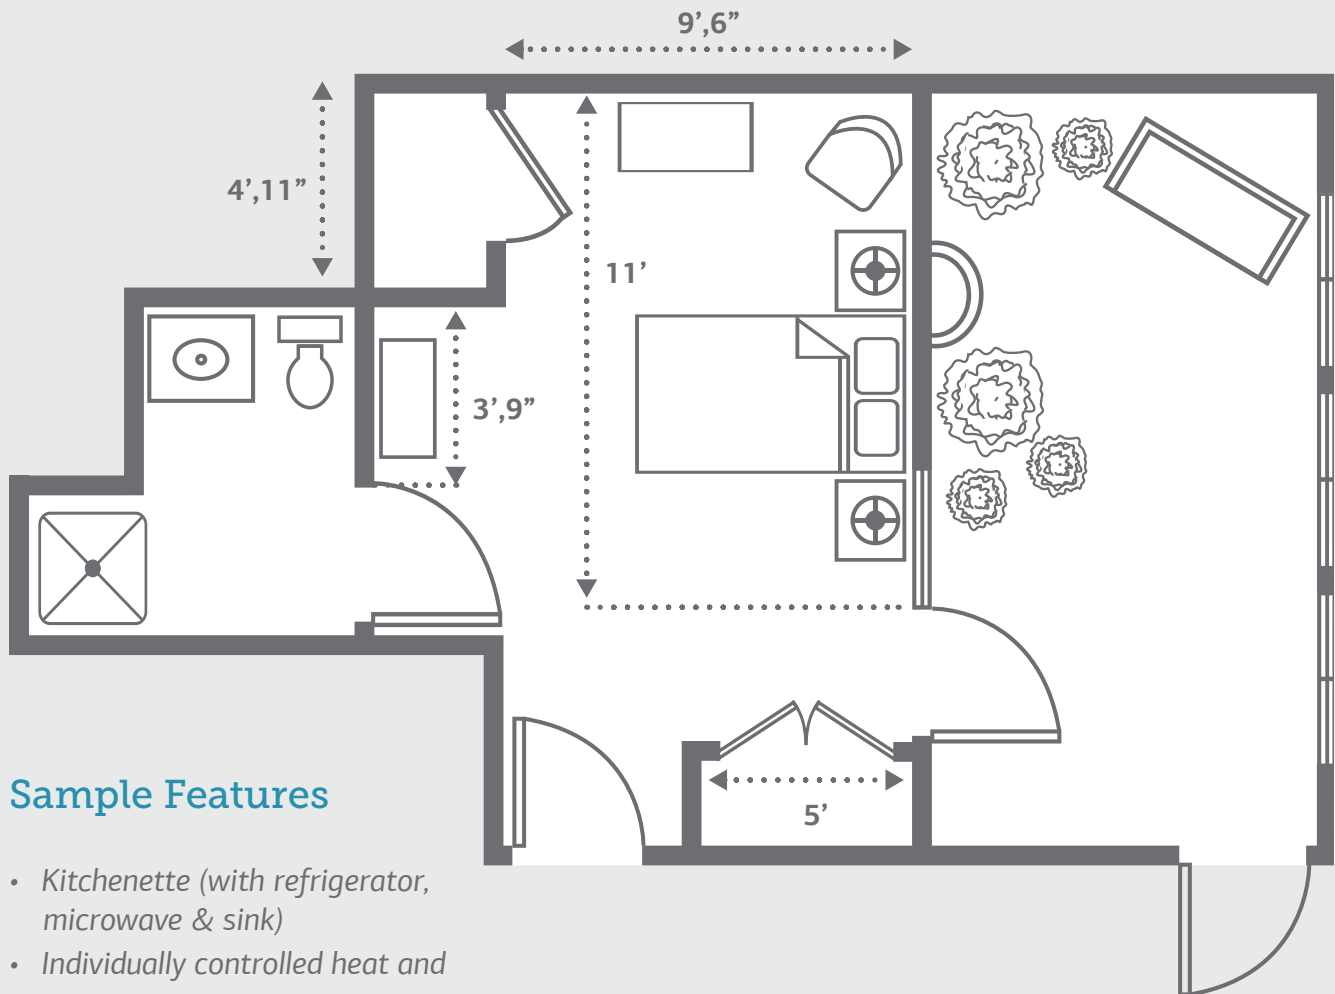 9’,6”
4’,11”
11’
3’,9”
5’
Sample Features
• Kitchenette (with refrigerator,
microwave & sink)
• Individually controlled heat and